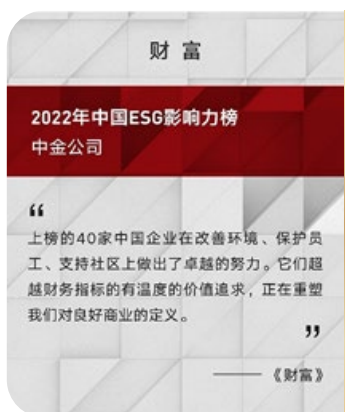 财富
2022年中国ESG影响力榜
中金公司
“
上榜的40家中国企业在改善环境、保护员
工、支持社区上做出了卓越的努力。它们超
越财务指标的有温度的价值追求，正在重塑
我们对良好商业的定义。
”
——《财富》